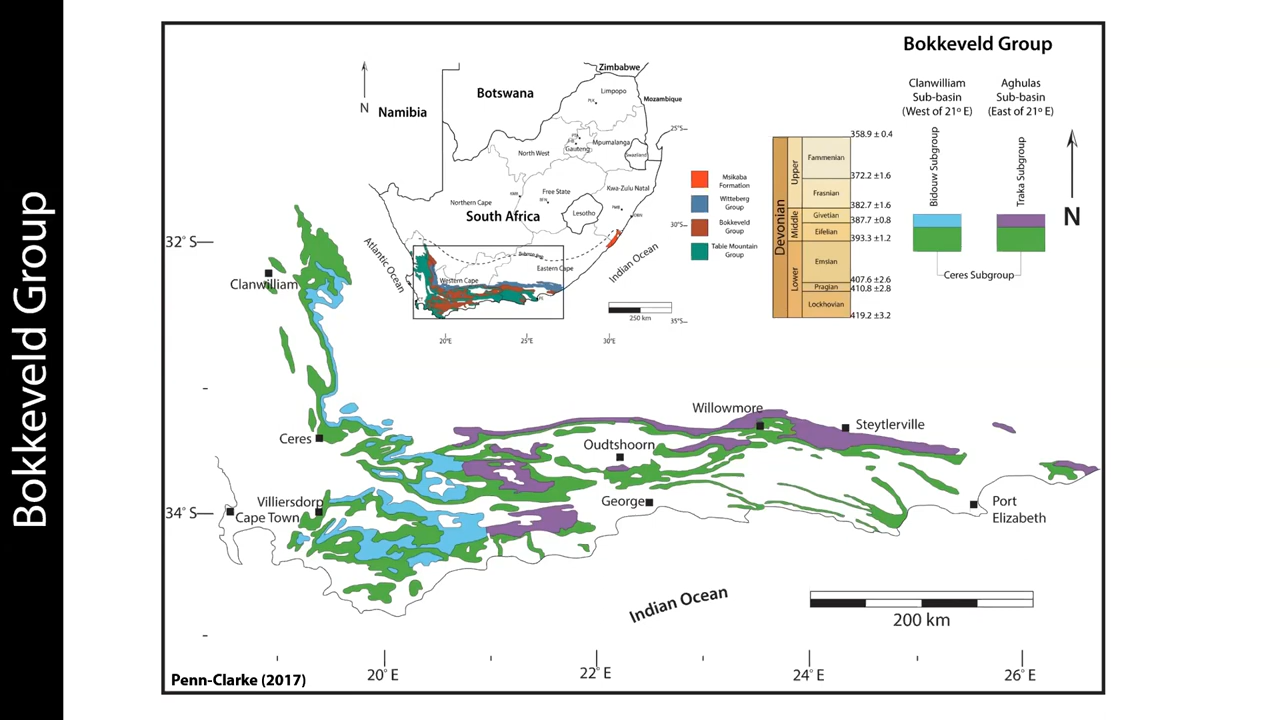 Bokkeveld Group
Bokkeveld Group
Clanwilliam
Sub-basin
(West of 21º E)
Aghulas
Sub-basin
(East of 21º E)
Bidouw Subgroup
Traka Subgroup
Ceres Subgroup
N
N
Zimbabwe
Botswana
Namibia
Mozambique
Limpopo
North West
Gauteng
Mpumalanga
Swaziland
Free State
Kwa-Zulu Natal
Northern Cape
South Africa
Lesotho
Eastern Cape
Western Cape
Atlantic Ocean
Indian Ocean
25°S
30°S
35°S
20°E
25°E
30°E
250 km
Msikaba
Formation
Witteberg
Group
Bokkeveld
Group
Table Mountain
Group
Devonian
Upper
Middle
Lower
Fammenian
Frasnian
Givetian
Eifelian
Emsian
Pragian
Lockhovian
358.9 ± 0.4
372.2 ±1.6
382.7 ±1.6
387.7 ±0.8
393.3 ±1.2
407.6 ±2.6
410.8 ±2.8
419.2 ±3.2
32° S
34° S
Clanwilliam
Ceres
Villiersdorp
Cape Town
Willowmore
Steytlerville
Oudtshoorn
George
Port
Elizabeth
Indian Ocean
200 km
20° E
22° E
24° E
26° E
Penn-Clarke (2017)